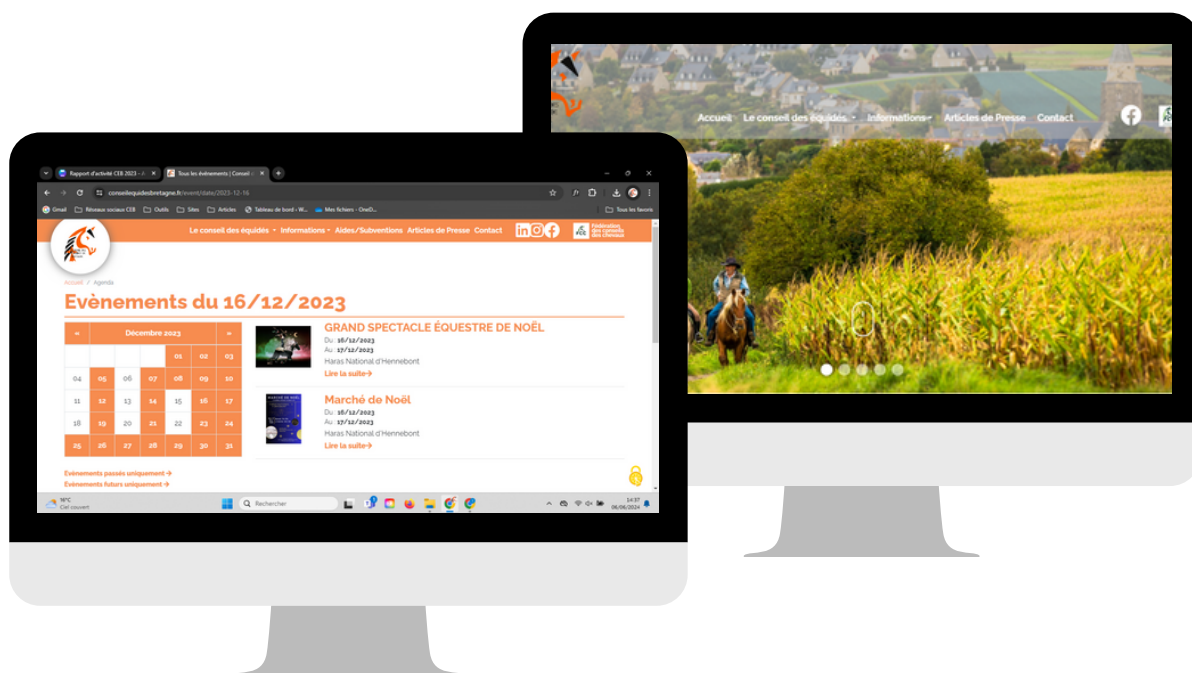 Accueil Le conseil des équidés Informations Articles de Presse Contact
Rapport d'activité CEB 2023 - A
Tous les événements | Conseil
conseilequidesbretagne.fr/event/date/2023-12-16
Gmail Réseaux sociaux CEB Outils Sites Articles Tableau de bord - W... Mes fichiers - OneD... Tous les favoris
Le conseil des équidés Informations Aides/Subventions Articles de Presse Contact
Fédération
des conseils
des chevaux
Accueil / Agenda
Evènements du 16/12/2023
« Décembre 2023 »
01 02 03
04 05 06 07 08 09 10
11 12 13 14 15 16 17
18 19 20 21 22 23 24
25 26 27 28 29 30 31
GRAND SPECTACLE ÉQUESTRE DE NOËL
Du : 16/12/2023
Au : 17/12/2023
Haras National d'Hennebont
Lire la suite→
MARCHÉ DE NOËL
Marché de Noël
Du : 16/12/2023
Au : 17/12/2023
Haras National d'Hennebont
Lire la suite→
Evènements passés uniquement →
Evènements futurs uniquement →
16°C
Ciel couvert
Rechercher
14:37
06/06/2024